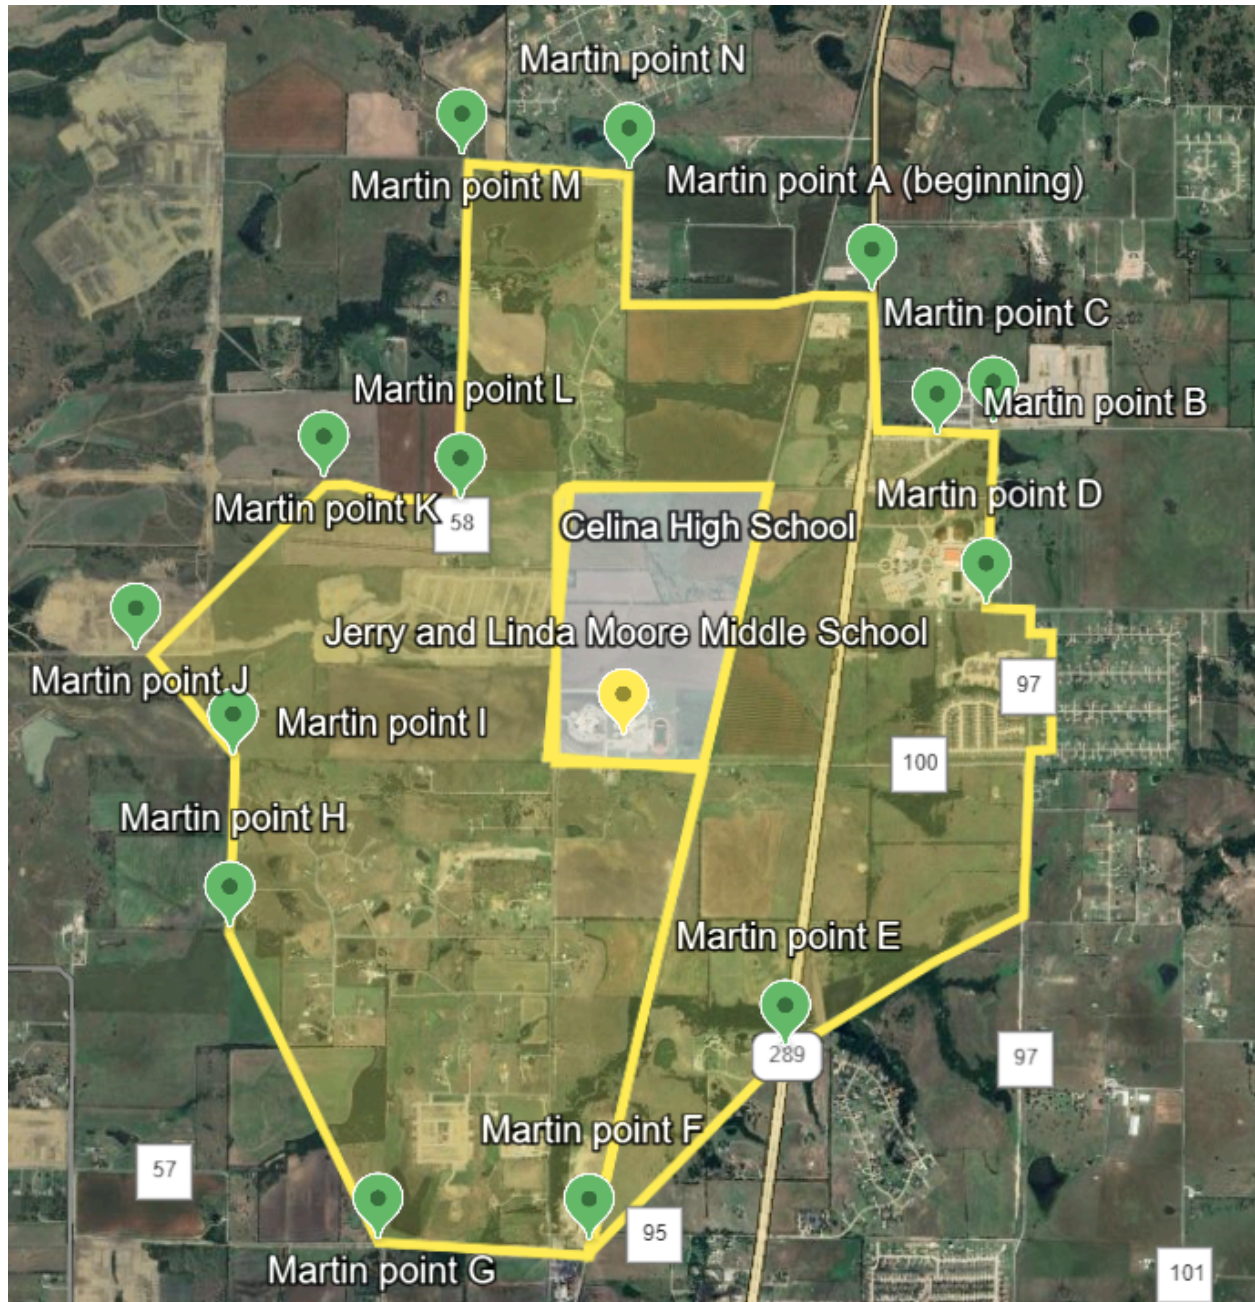 Martin point N
Martin point M
Martin point A (beginning)
Martin point C
Martin point L
Martin point B
Martin point D
Martin point K
58
Celina High School
Jerry and Linda Moore Middle School
Martin point J
97
Martin point I
100
Martin point H
Martin point E
289
97
Martin point F
57
95
Martin point G
101